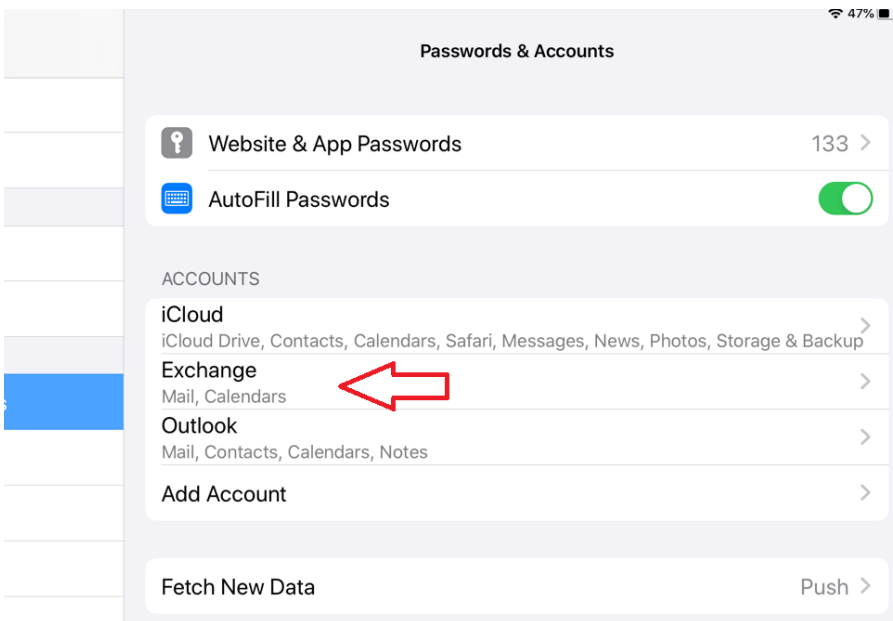 47%
Passwords & Accounts
Website & App Passwords 133
AutoFill Passwords
ACCOUNTS
iCloud
iCloud Drive, Contacts, Calendars, Safari, Messages, News, Photos, Storage & Backup
Exchange
Mail, Calendars
Outlook
Mail, Contacts, Calendars, Notes
Add Account
Fetch New Data Push